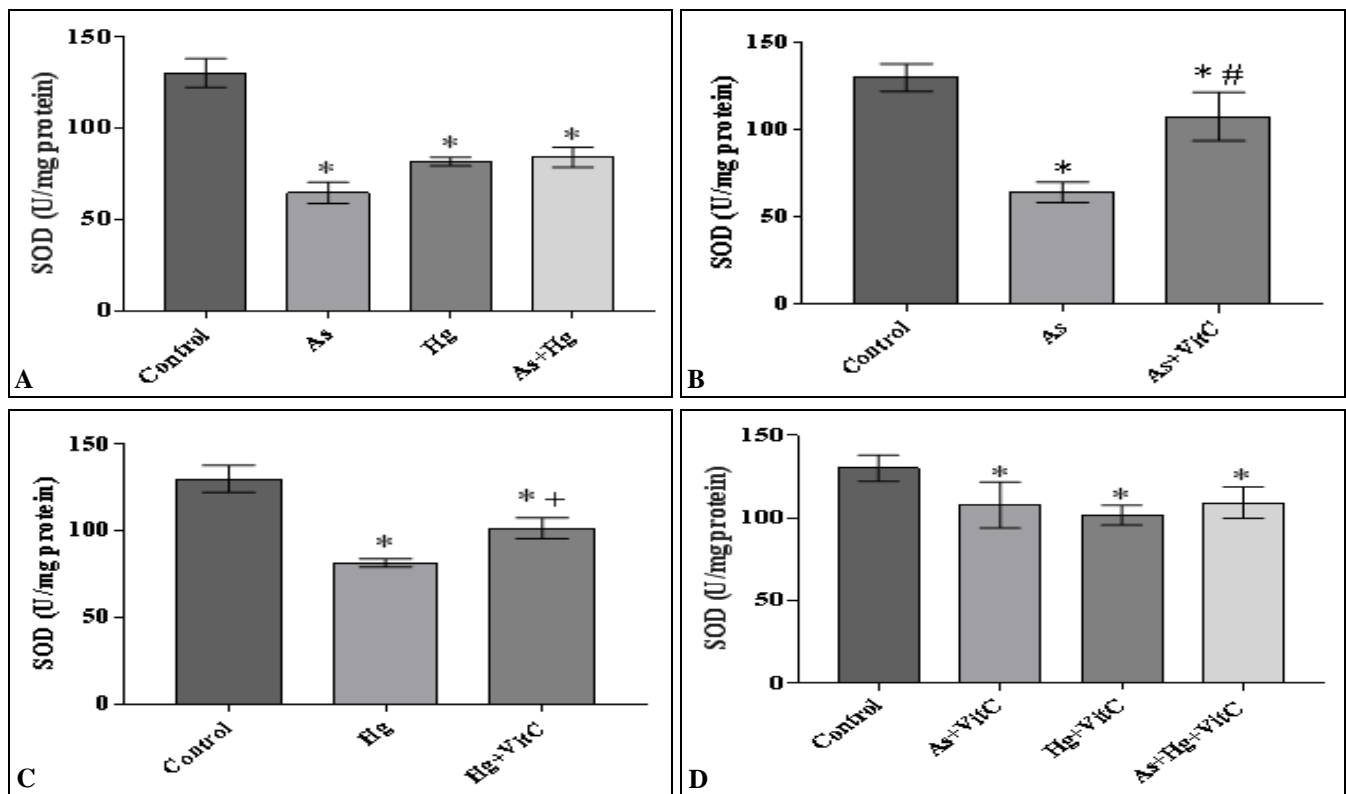 150
100
50
0
SOD (U/mg protein)
*
*
*
Control
As
Hg
As+Hg
A
150
100
50
0
SOD (U/mg protein)
*
* #
Control
As
As+VitC
B
150
100
50
0
SOD (U/mg protein)
*
* +
Control
Hg
Hg+VitC
C
150
100
50
0
SOD (U/mg protein)
*
*
*
Control
As+VitC
Hg+VitC
As+Hg+VitC
D